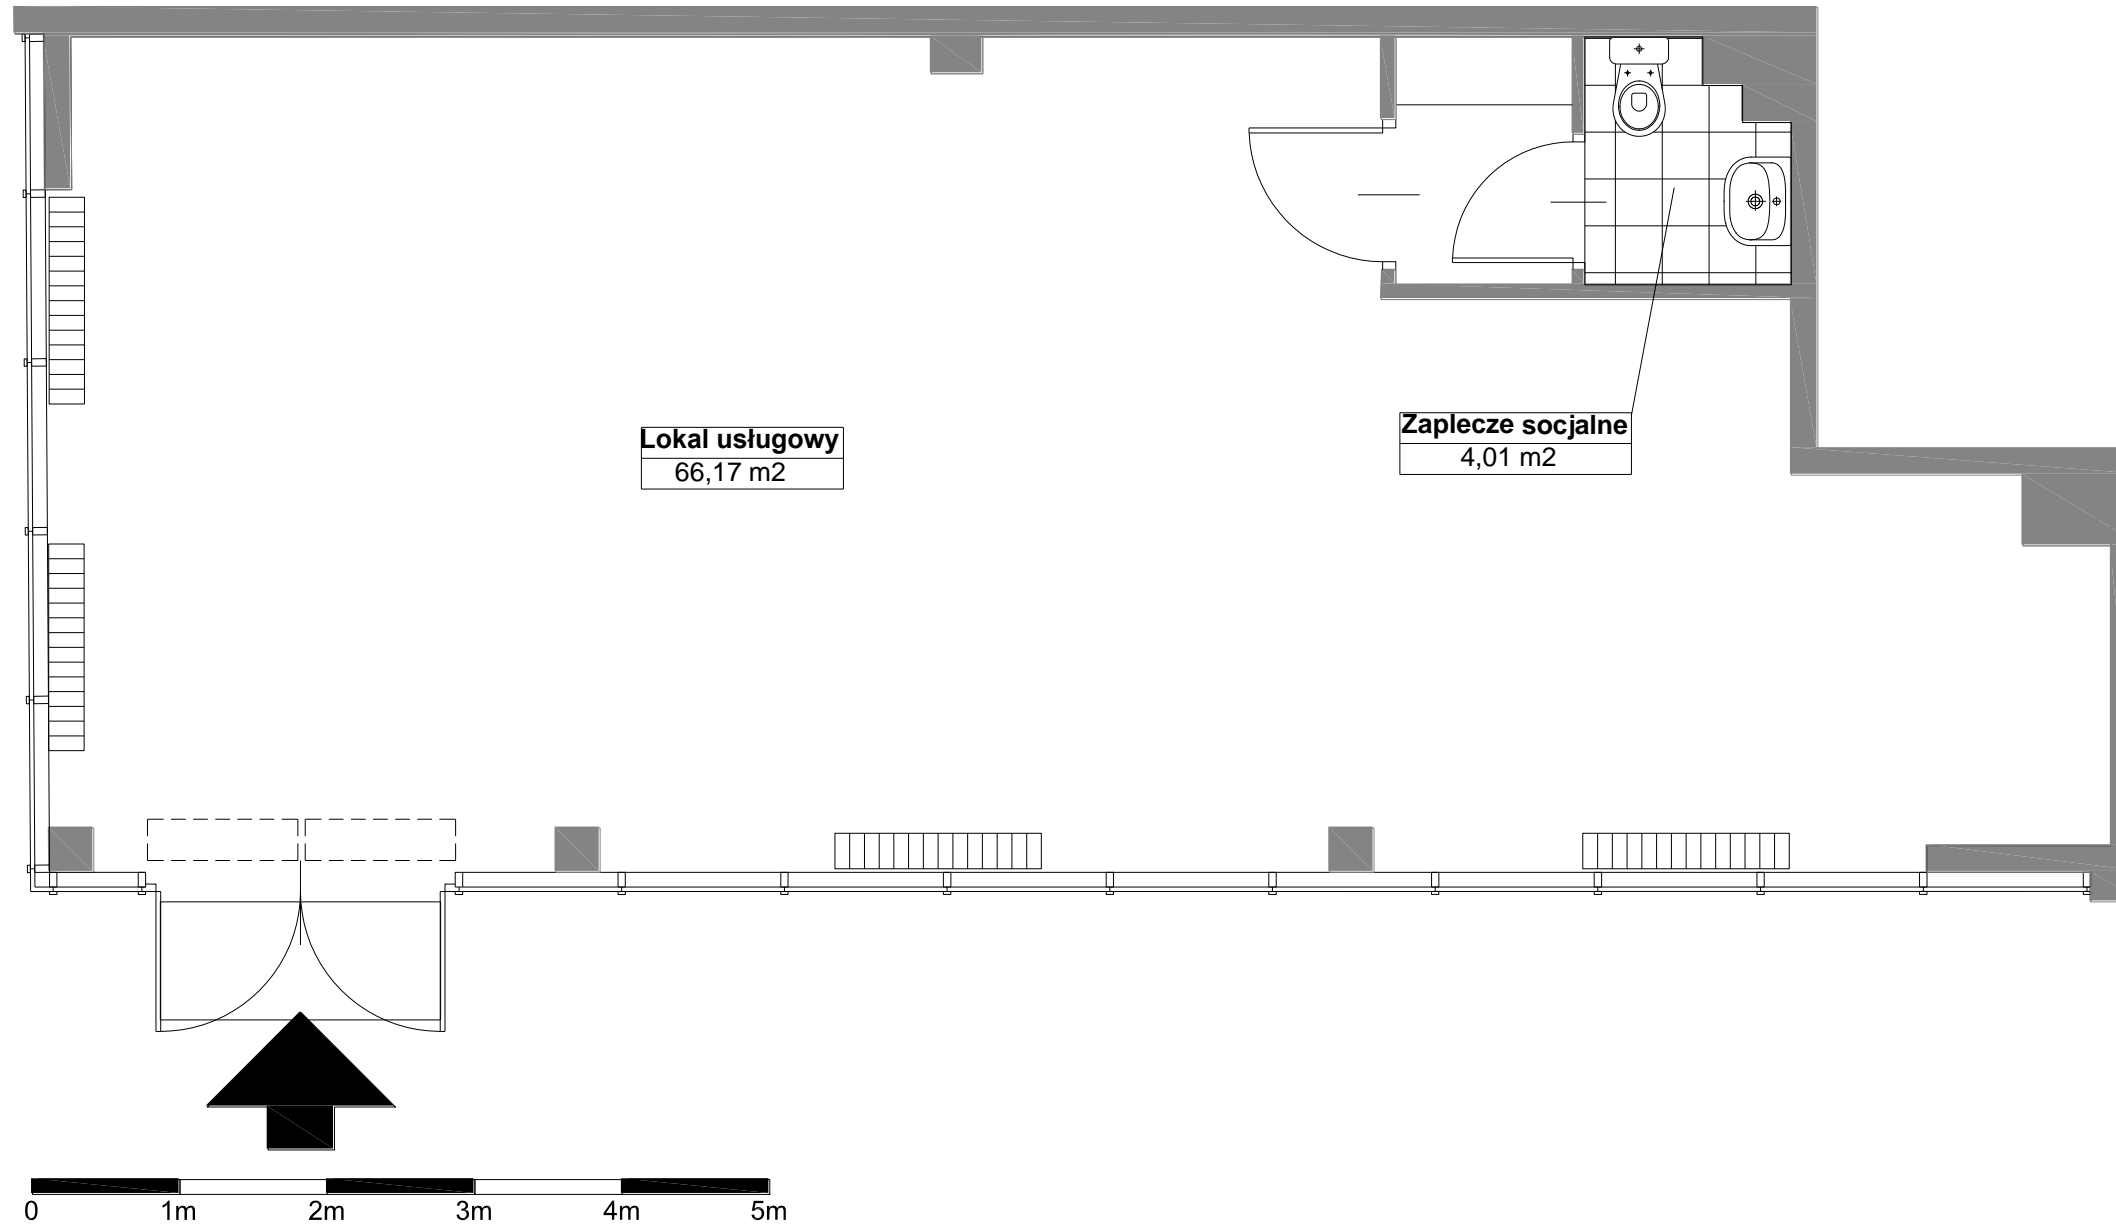 Lokal usługowy
66,17 m2
Zaplecze socjalne
4,01 m2
0 1m 2m 3m 4m 5m